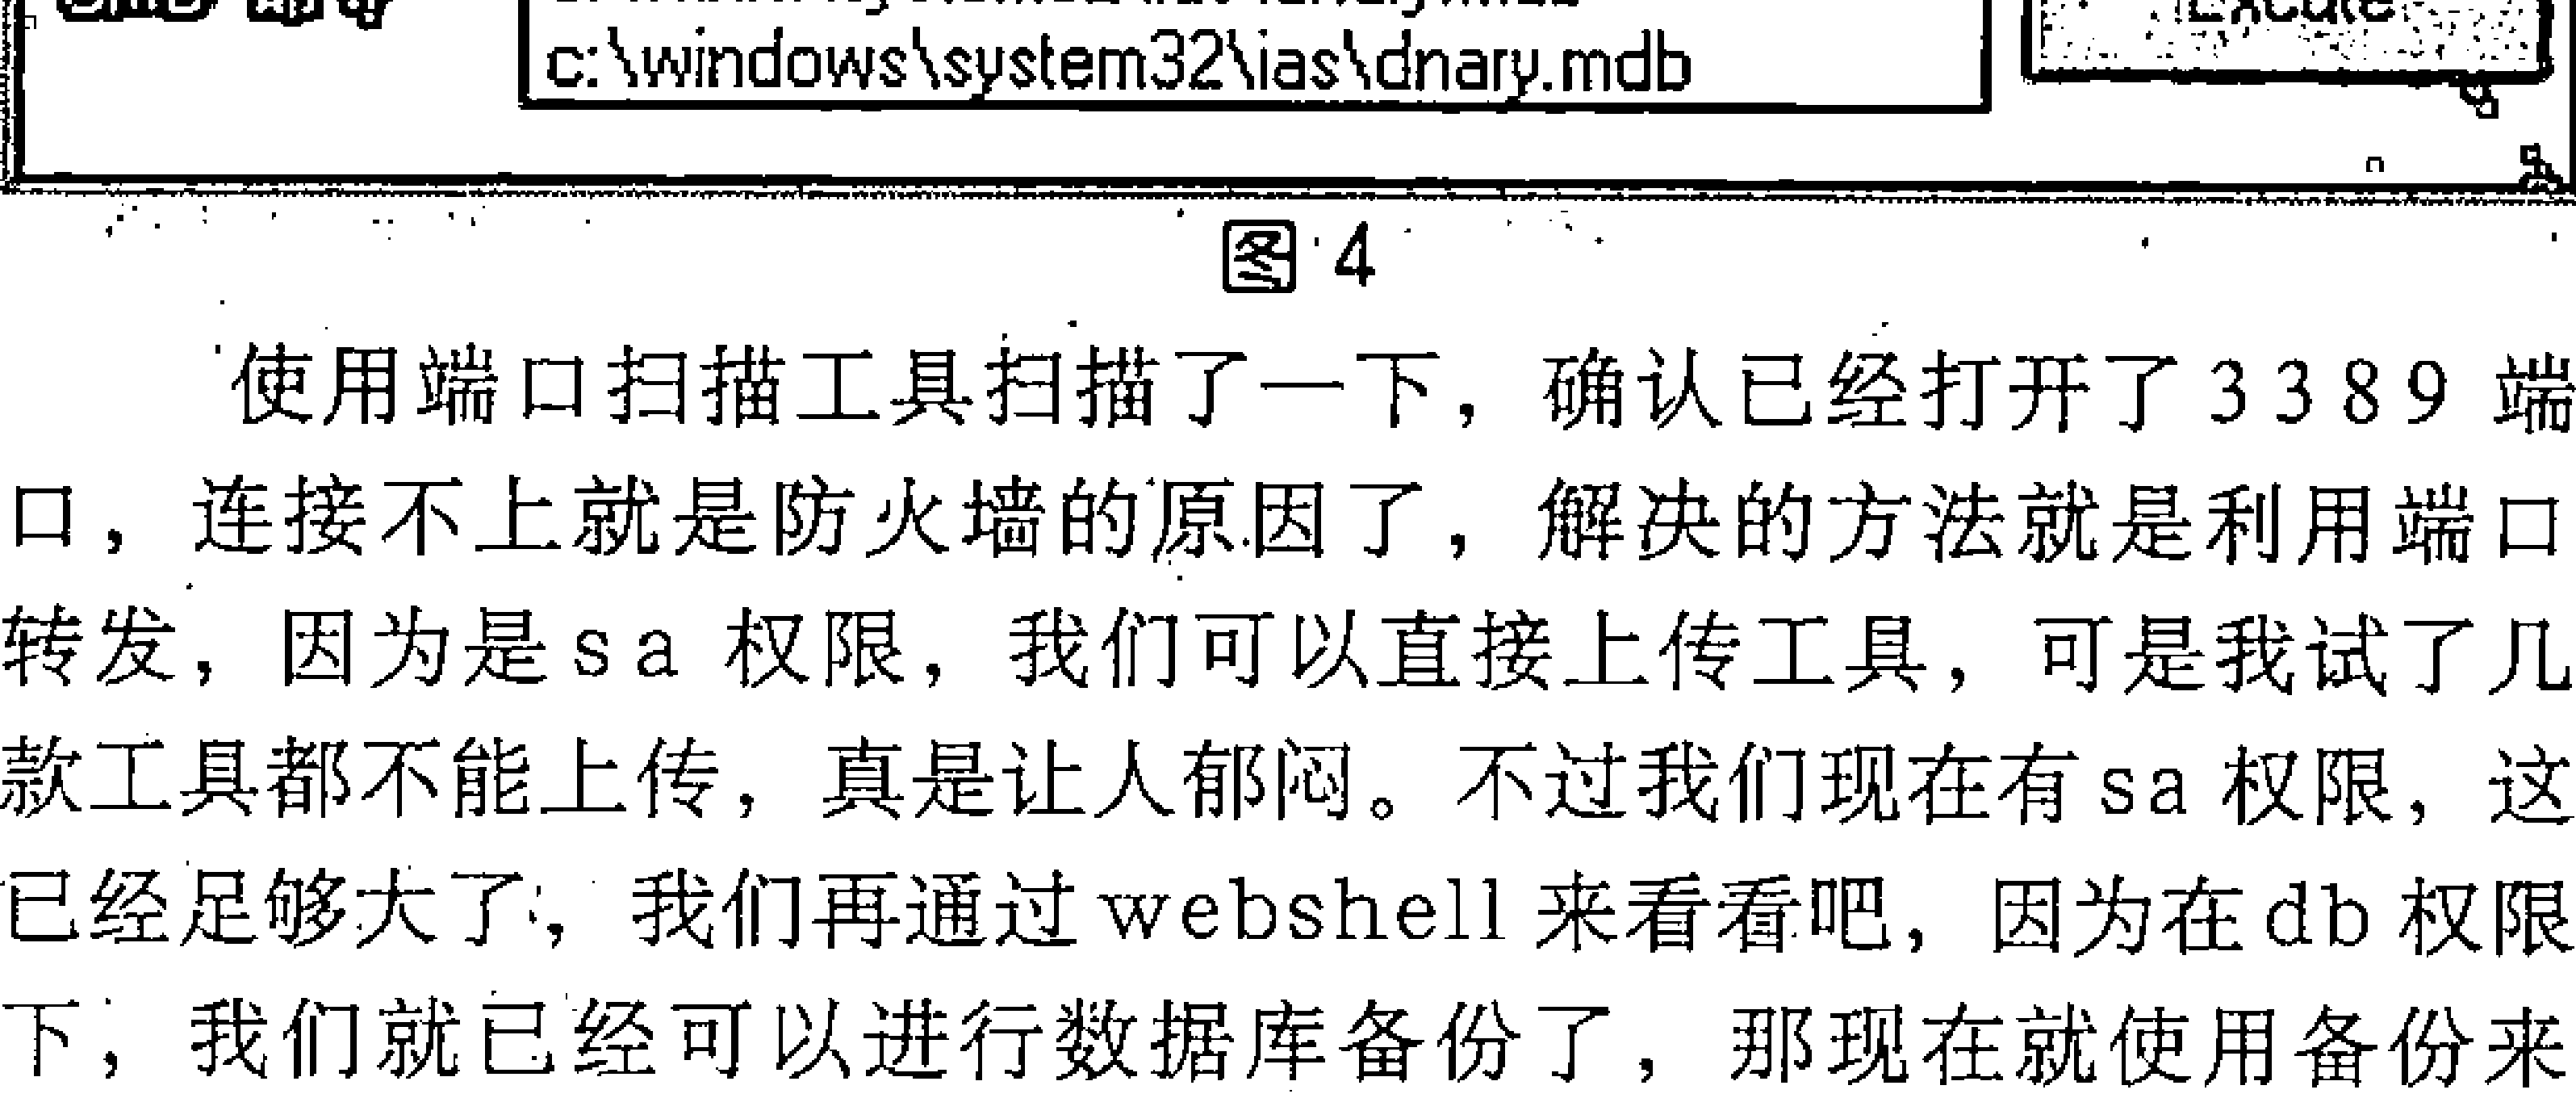 c:\windows\system32\ias\dnary.mdb
图 4
使用端口扫描工具扫描了一下，确认已经打开了3389端
口，连接不上就是防火墙的原因了，解决的方法就是利用端口
转发，因为是sa 权限，我们可以直接上传工具，可是我试了几
款工具都不能上传，真是让人郁闷。不过我们现在有sa 权限，这
已经足够大了，我们再通过webshell来看看吧，因为在db权限
下，我们就已经可以进行数据库备份了，那现在就使用备份来